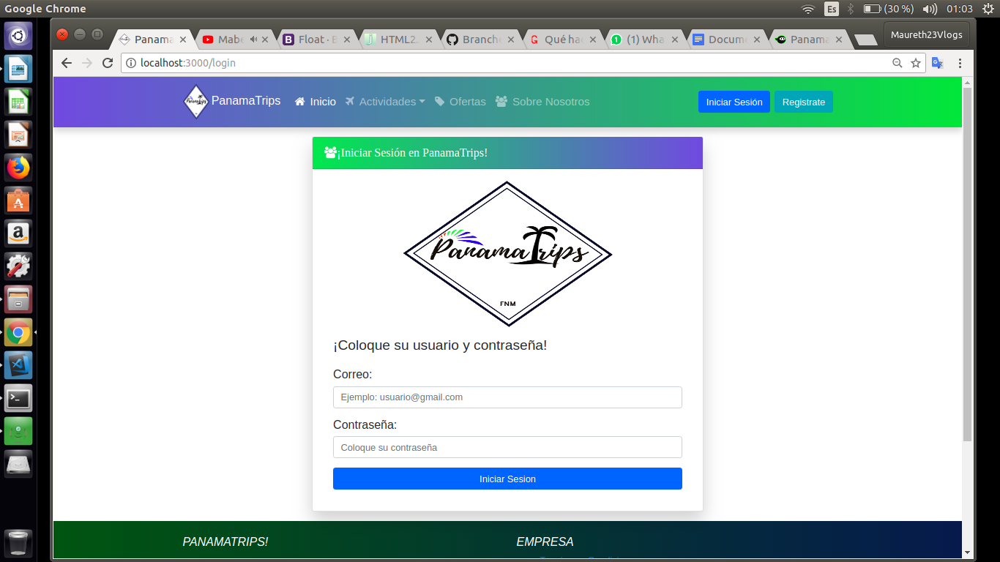 Google Chrome
Es
(30 %)
01:03
Panama
Mabe
Float · B
HTML2
Branche
Qué hac
(1) Wha
Docume
Panama
Maureth23Vlogs
localhost:3000/login
PanamaTrips
Inicio
Actividades
Ofertas
Sobre Nosotros
Iniciar Sesión
Registrate
¡Iniciar Sesión en PanamaTrips!
PanamaTrips
FNM
¡Coloque su usuario y contraseña!
Correo:
Ejemplo: usuario@gmail.com
Contraseña:
Coloque su contraseña
Iniciar Sesion
PANAMATRIPS!
EMPRESA